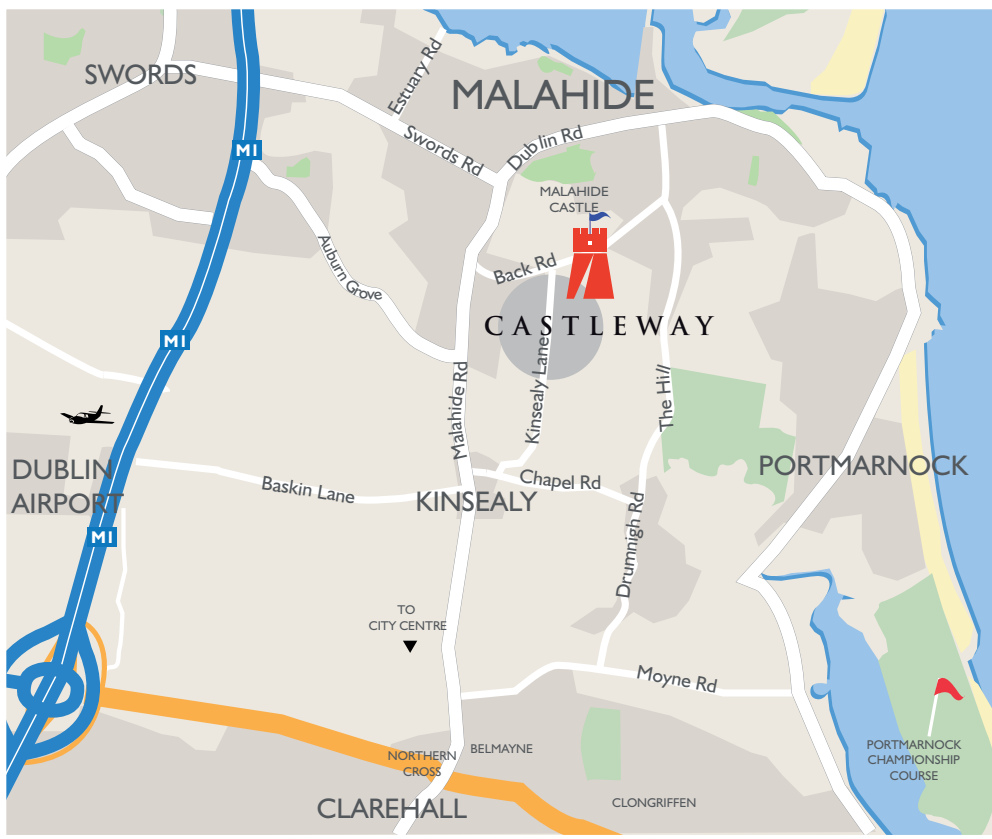 SWORDS
Estuary Rd
MALAHIDE
Swords Rd
Dublin Rd
M1
MALAHIDE
CASTLE
Auburn Grove
Back Rd
CASTLEWAY
M1
Kinsealy Lane
Malahide Rd
The Hill
DUBLIN
AIRPORT
PORTMARNOCK
Baskin Lane
KINSEALY
Chapel Rd
M1
Drumnigh Rd
TO
CITY CENTRE
Moyne Rd
NORTHERN
CROSS
BELMAYNE
PORTMARNOCK
CHAMPIONSHIP
COURSE
CLAREHALL
CLONGRIFFEN